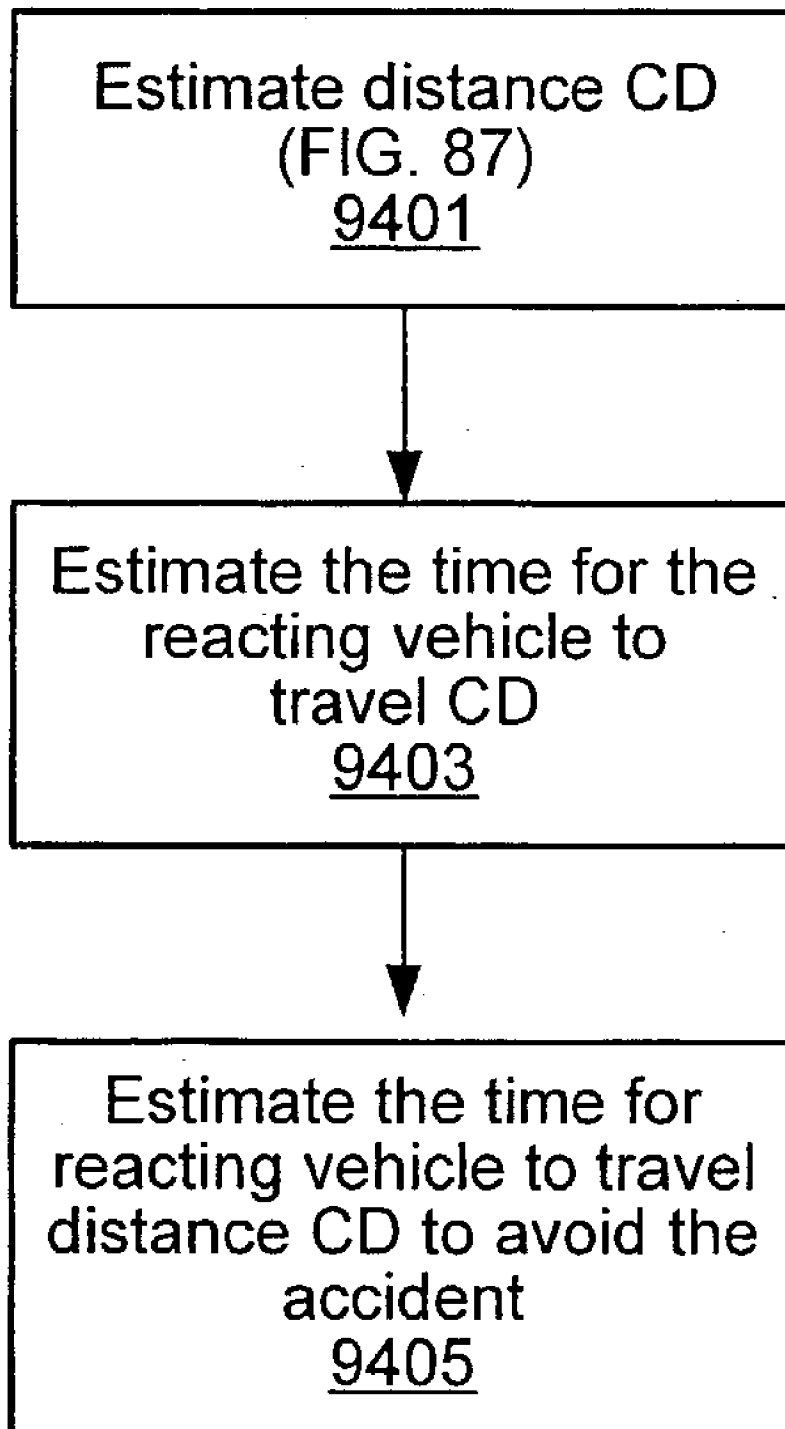 Estimate distance CD
(FIG. 87)
9401
Estimate the time for the
reacting vehicle to
travel CD
9403
Estimate the time for
reacting vehicle to travel
distance CD to avoid the
accident
9405